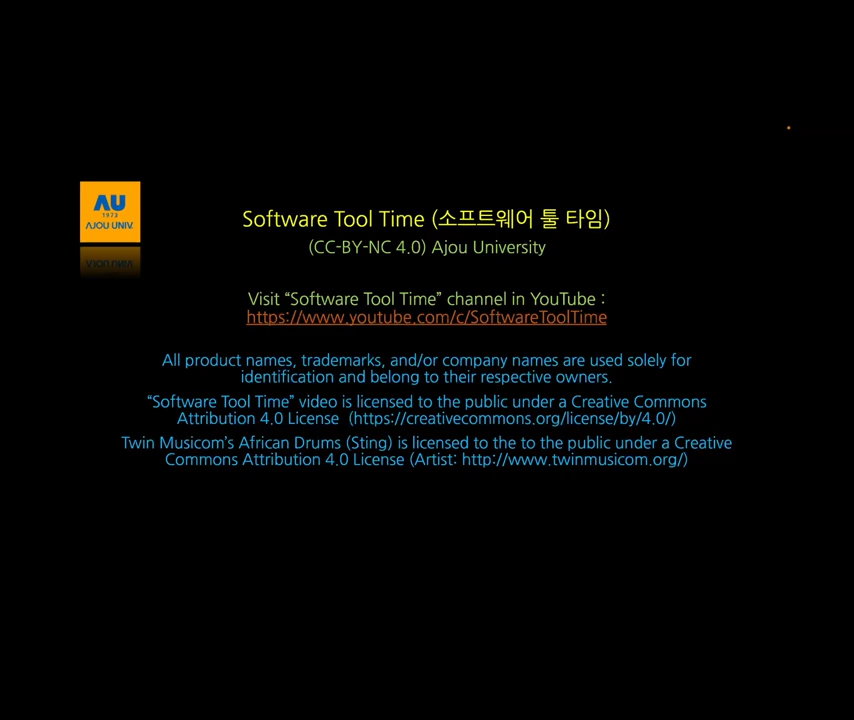 AU
1973
AJOU UNIV.
Software Tool Time (소프트웨어 툴 타임)
(CC-BY-NC 4.0) Ajou University
Visit “Software Tool Time” channel in YouTube :
https://www.youtube.com/c/SoftwareToolTime
All product names, trademarks, and/or company names are used solely for
identification and belong to their respective owners.
“Software Tool Time” video is licensed to the public under a Creative Commons
Attribution 4.0 License (https://creativecommons.org/license/by/4.0/)
Twin Musicom’s African Drums (Sting) is licensed to the to the public under a Creative
Commons Attribution 4.0 License (Artist: http://www.twinmusicom.org/)